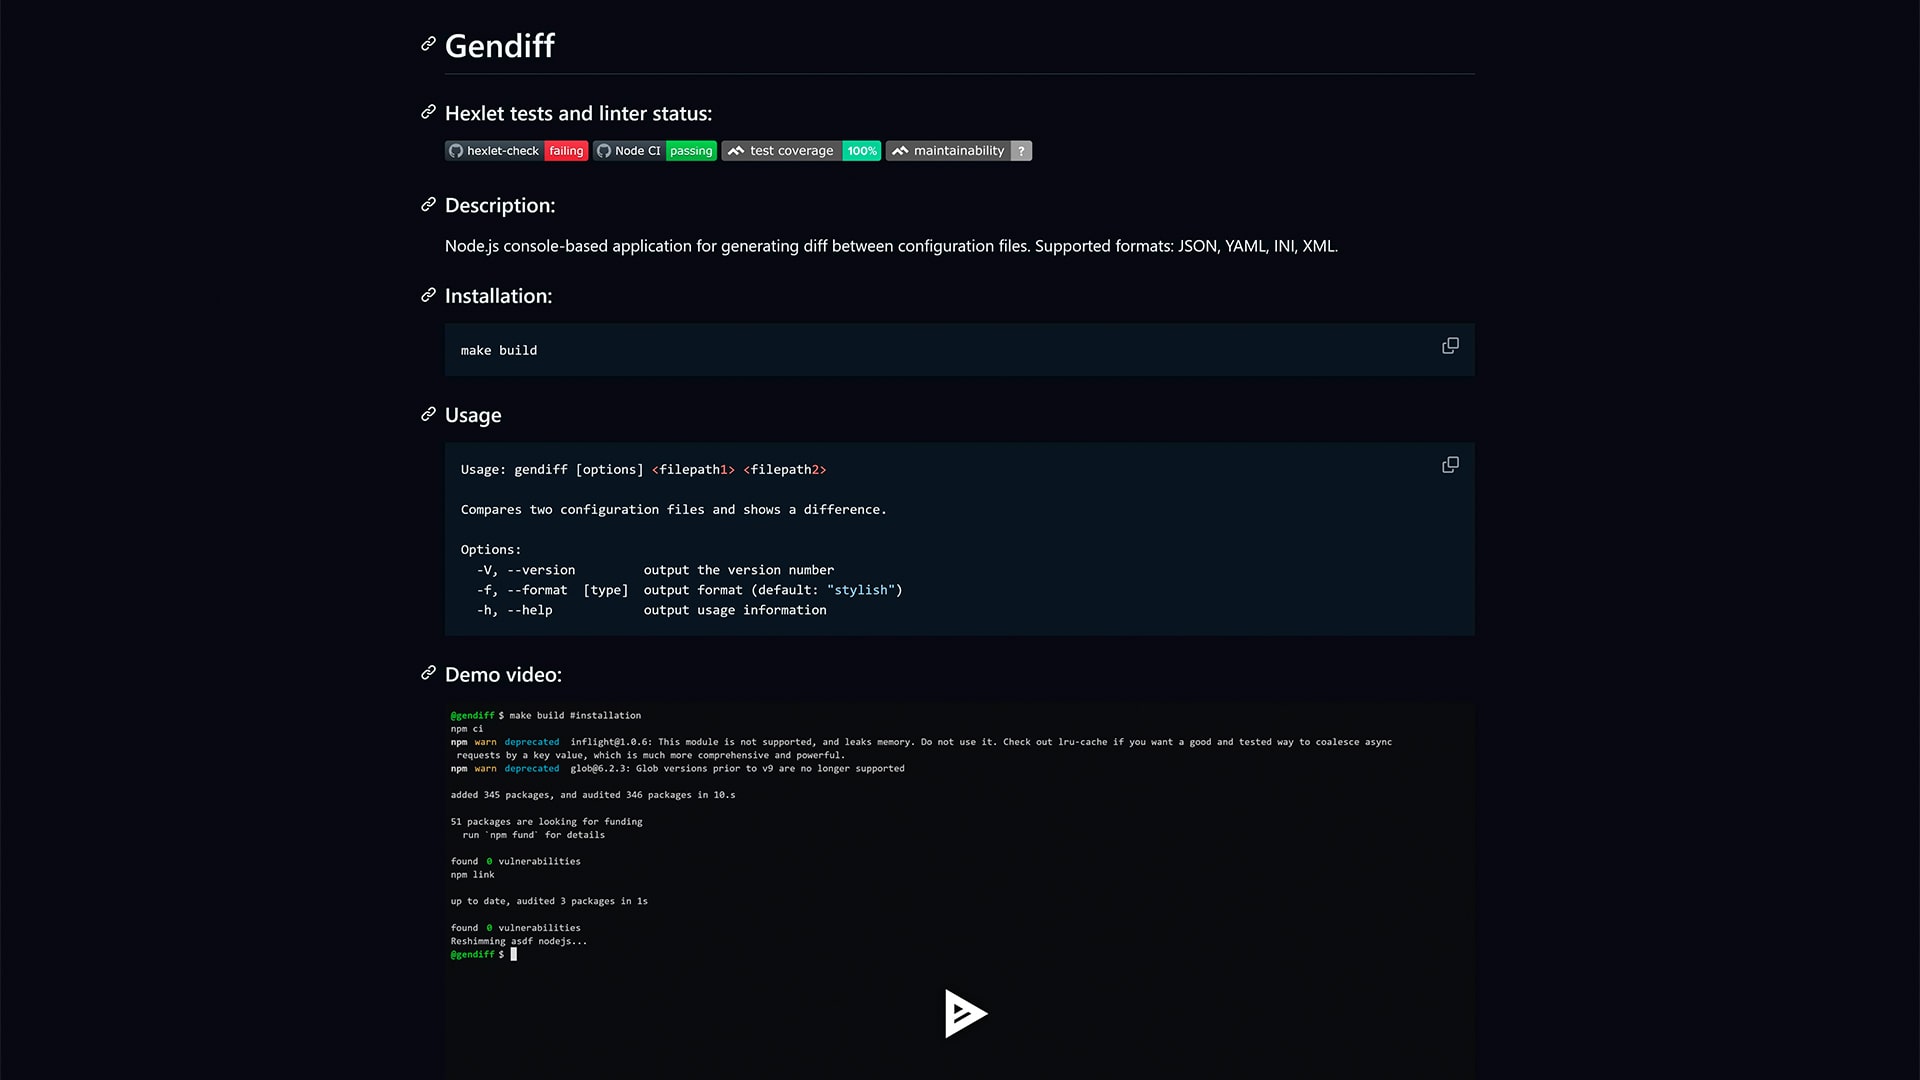 Gendiff
Hexlet tests and linter status:
hexlet-check failing Node CI passing test coverage 100% maintainability ?
Description:
Node.js console-based application for generating diff between configuration files. Supported formats: JSON, YAML, INI, XML.
Installation:
make build
Usage
Usage: gendiff [options] <filepath1> <filepath2>
Compares two configuration files and shows a difference.
Options:
-V, --version output the version number
-f, --format [type] output format (default: "stylish")
-h, --help output usage information
Demo video:
@gendiff $ make build #installation
npm ci
npm warn deprecated inflight@1.0.6: This module is not supported, and leaks memory. Do not use it. Check out lru-cache if you want a good and tested way to coalesce async
requests by a key value, which is much more comprehensive and powerful.
npm warn deprecated glob@6.2.3: Glob versions prior to v9 are no longer supported
added 345 packages, and audited 346 packages in 10.s
51 packages are looking for funding
run `npm fund` for details
found 0 vulnerabilities
npm link
up to date, audited 3 packages in 1s
found 0 vulnerabilities
Reshimming asdf nodejs...
@gendiff $